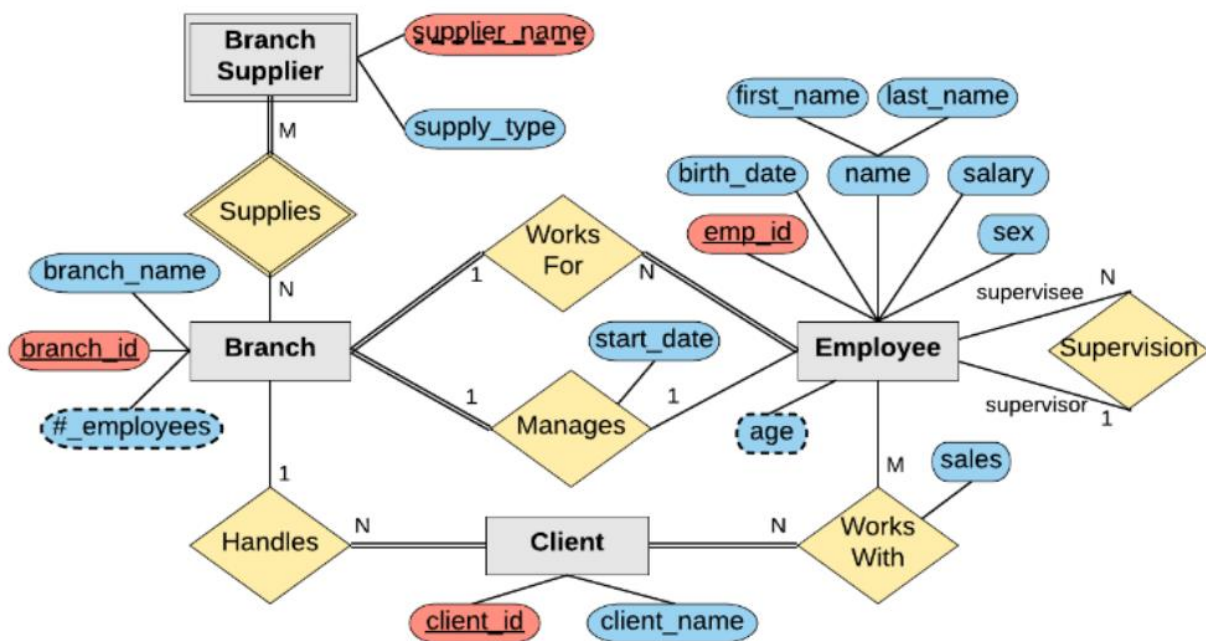 Branch
Supplier
supplier_name
supply_type
M
Supplies
N
first_name
last_name
birth_date
name
salary
emp_id
sex
Works
For
1
N
branch_name
branch_id
#_employees
Branch
start_date
1
Manages
1
Employee
age
supervisee
N
Supervision
supervisor
1
M
sales
1
Handles
N
Client
N
Works
With
client_id
client_name